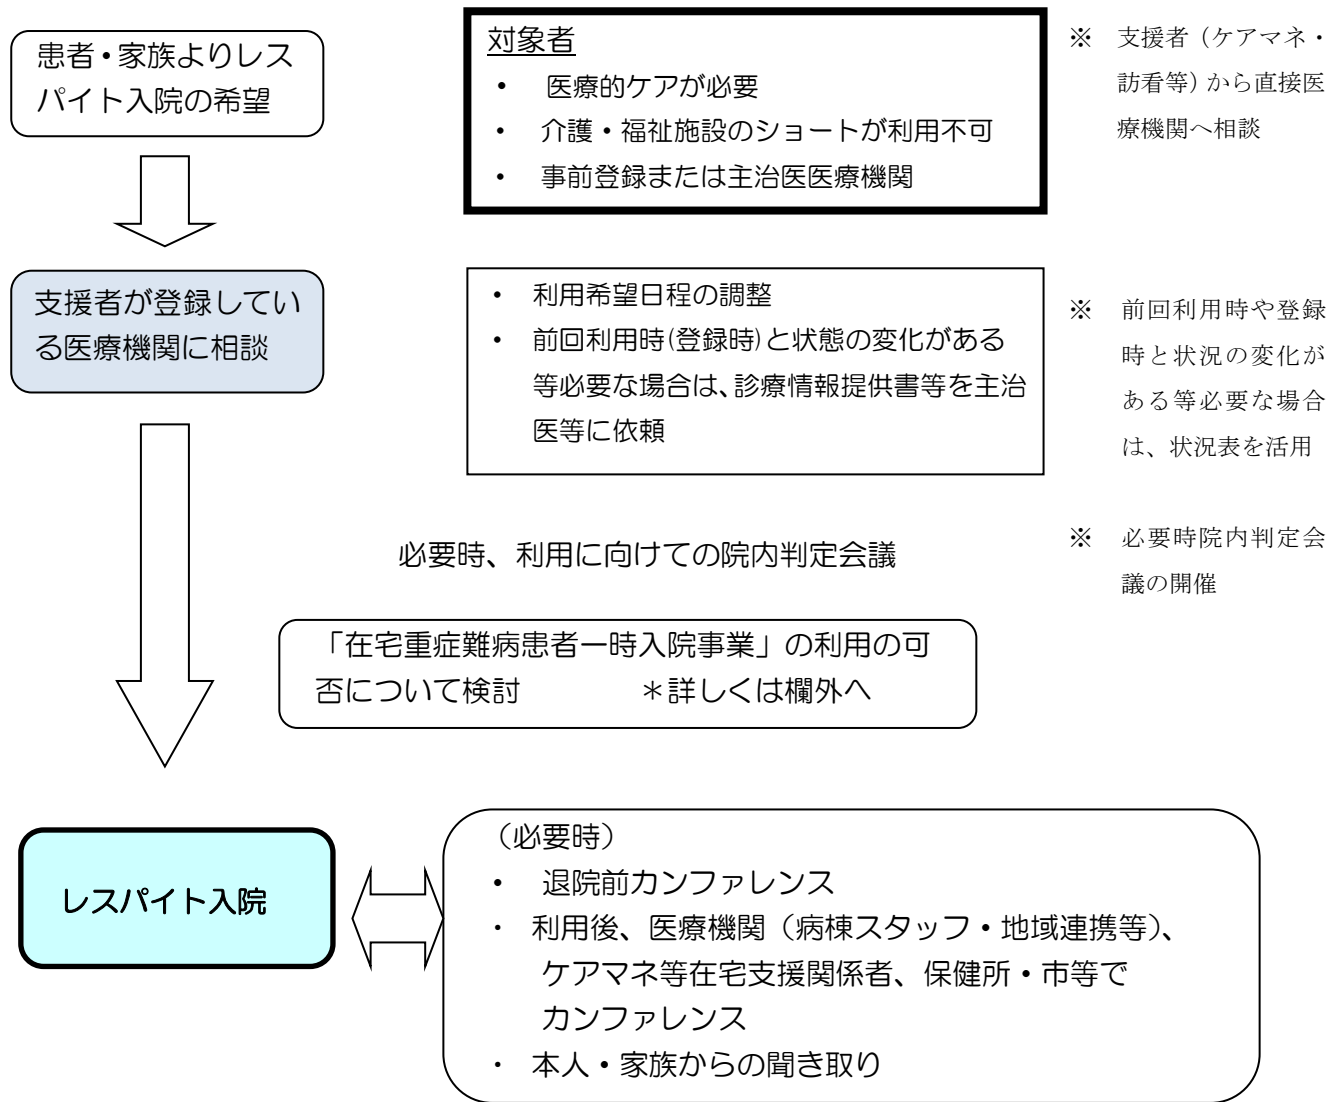 患者・家族よりレス
パイト入院の希望
対象者
・ 医療的ケアが必要
・ 介護・福祉施設のショートが利用不可
・ 事前登録または主治医医療機関
※ 支援者（ケアマネ・
訪看等）から直接医
療機関へ相談
支援者が登録してい
る医療機関に相談
・ 利用希望日程の調整
・ 前回利用時(登録時)と状態の変化がある
等必要な場合は、診療情報提供書等を主治
医等に依頼
※ 前回利用時や登録
時と状況の変化が
ある等必要な場合
は、状況表を活用
必要時、利用に向けての院内判定会議
※ 必要時院内判定会
議の開催
「在宅重症難病患者一時入院事業」の利用の可
否について検討 ＊詳しくは欄外へ
レスパイト入院
（必要時）
・ 退院前カンファレンス
・ 利用後、医療機関（病棟スタッフ・地域連携等）、
ケアマネ等在宅支援関係者、保健所・市等で
カンファレンス
・ 本人・家族からの聞き取り